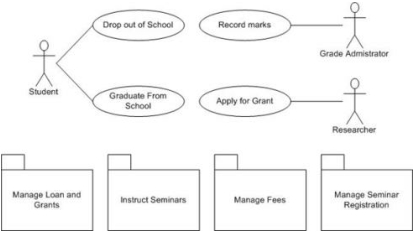 Drop out of School
Record marks
Grade Admistrator
Student
Graduate From
School
Apply for Grant
Researcher
Manage Loan and
Grants
Instruct Seminars
Manage Fees
Manage Seminar
Registration